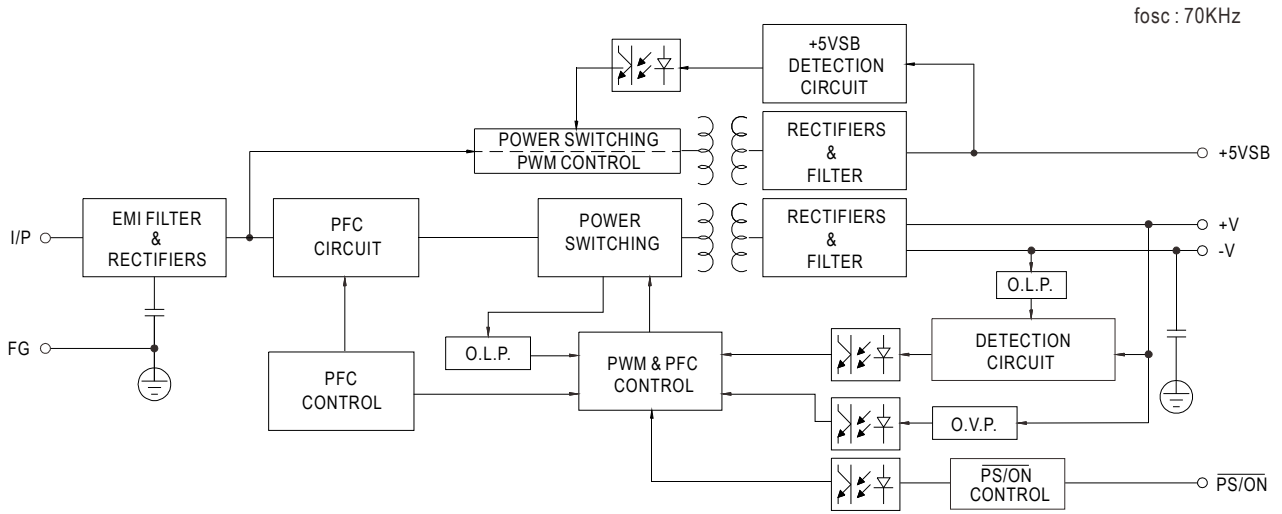 fosc : 70KHz
+5VSB
DETECTION
CIRCUIT
POWER SWITCHING
PWM CONTROL
RECTIFIERS
&
FILTER
+5VSB
I/P
EMI FILTER
&
RECTIFIERS
PFC
CIRCUIT
POWER
SWITCHING
RECTIFIERS
&
FILTER
+V
-V
O.L.P.
FG
O.L.P.
PFC
CONTROL
PWM & PFC
CONTROL
DETECTION
CIRCUIT
O.V.P.
PS/ON
CONTROL
PS/ON